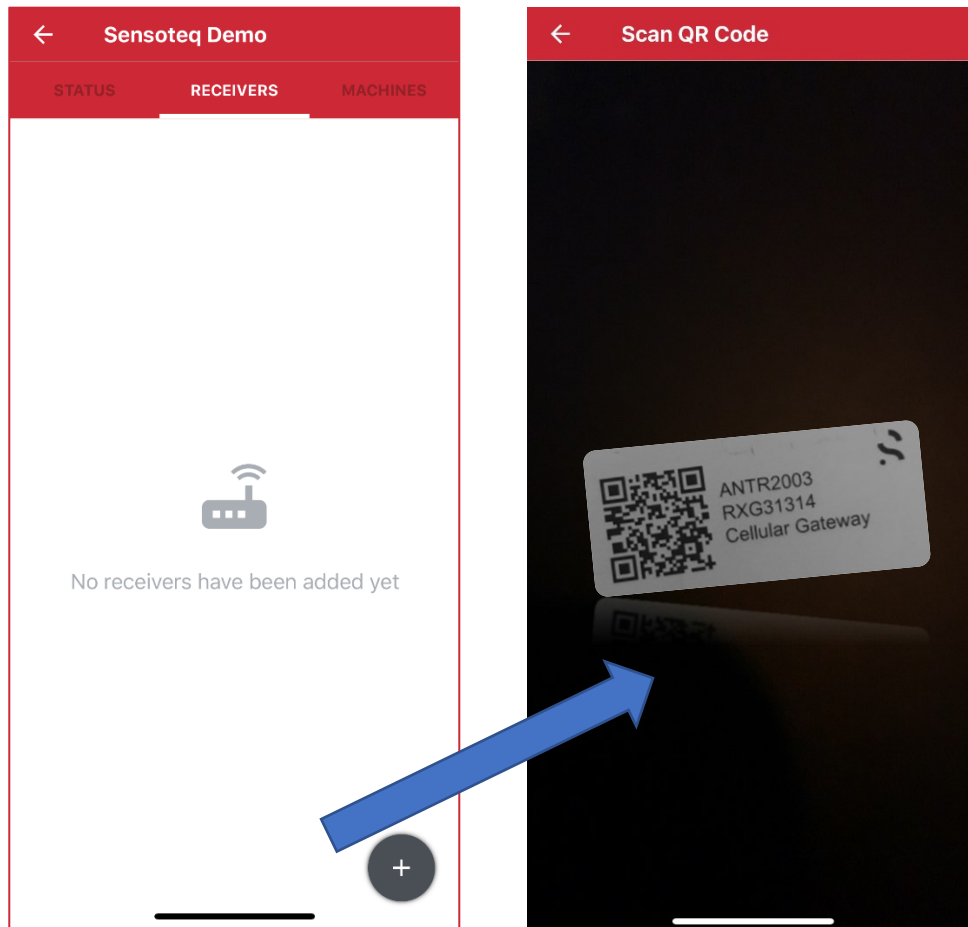 Sensoteq Demo
STATUS RECEIVERS MACHINES
No receivers have been added yet
+
Scan QR Code
ANTR2003
RXG31314
Cellular Gateway